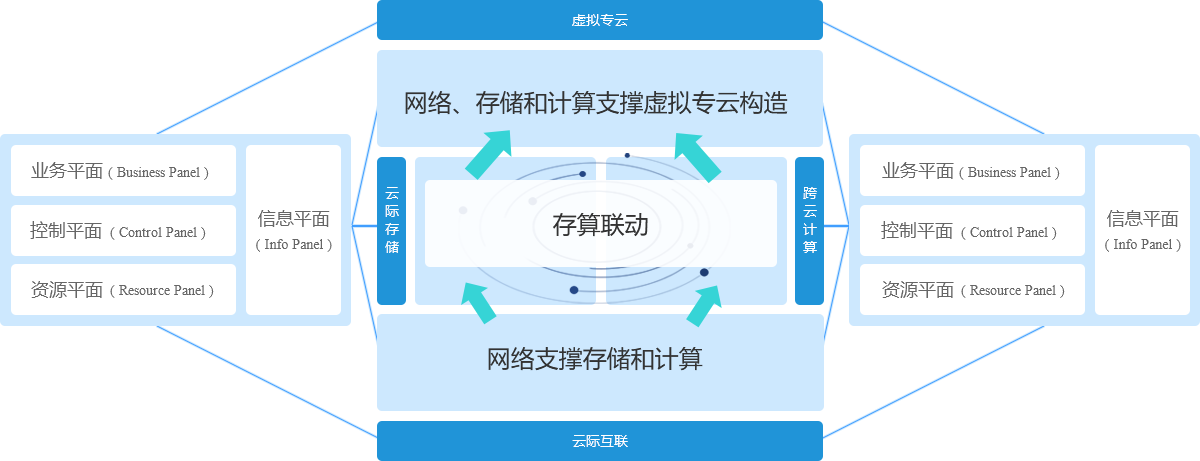 虚拟专云
网络、存储和计算支撑虚拟专云构造
业务平面 ( Business Panel )
控制平面 ( Control Panel )
资源平面 ( Resource Panel )
信息平面
( Info Panel )
云际存储
存算联动
跨云计算
业务平面 ( Business Panel )
控制平面 ( Control Panel )
资源平面 ( Resource Panel )
信息平面
( Info Panel )
网络支撑存储和计算
云际互联